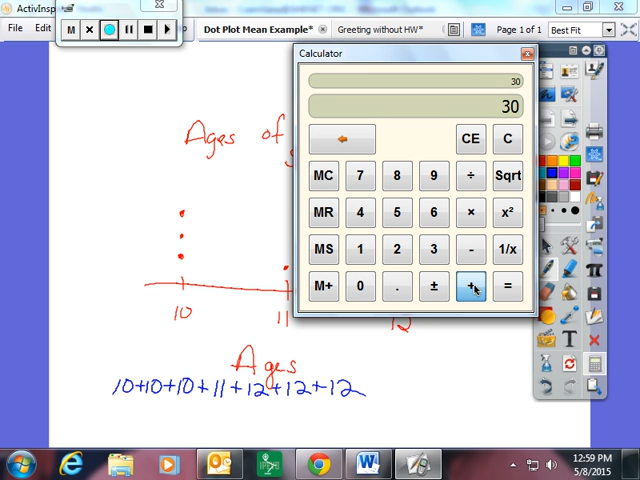 ActivInspire
File
Insert
Dot Plot Mean Example*
Greeting without HW*
Page 1 of 1
Best Fit
M
Calculator
30
30
CE
C
MC
7
8
9
÷
Sqrt
MR
4
5
6
×
x²
MS
1
2
3
-
1/x
M+
0
.
±
+
=
Ages of
10
11
12
Ages
10+10+10+11+12+12+12
12:59 PM
5/8/2015